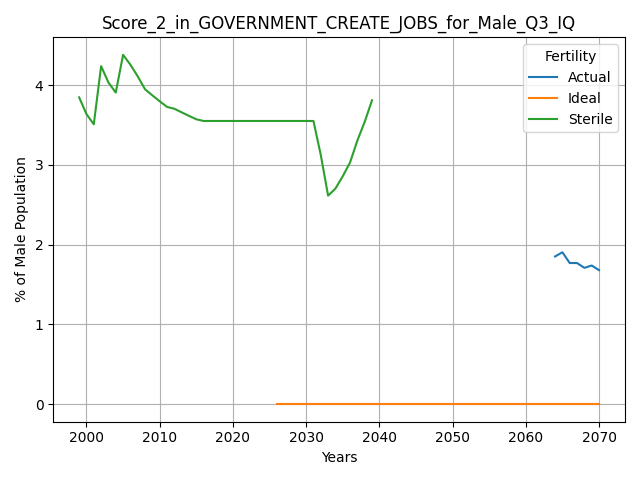 Score_2_in_GOVERNMENT_CREATE_JOBS_for_Male_Q3_IQ
Fertility
Actual
Ideal
Sterile
% of Male Population
4
3
2
1
0
2000 2010 2020 2030 2040 2050 2060 2070
Years